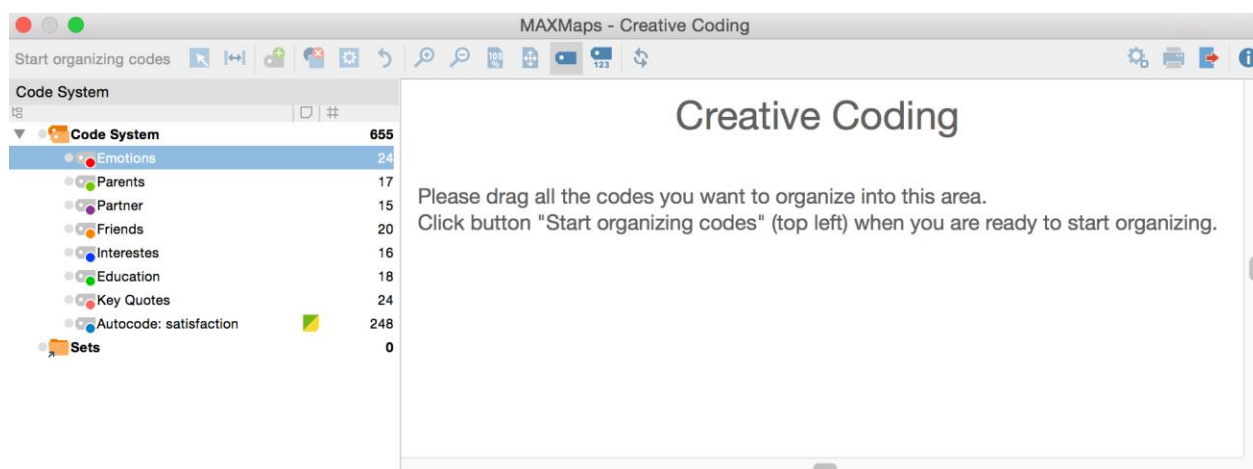 MAXMaps - Creative Coding
Start organizing codes
100
%
123
Code System
#
Code System 655
Emotions 24
Parents 17
Partner 15
Friends 20
Interestes 16
Education 18
Key Quotes 24
Autocode: satisfaction 248
Sets 0
Creative Coding
Please drag all the codes you want to organize into this area.
Click button "Start organizing codes" (top left) when you are ready to start organizing.